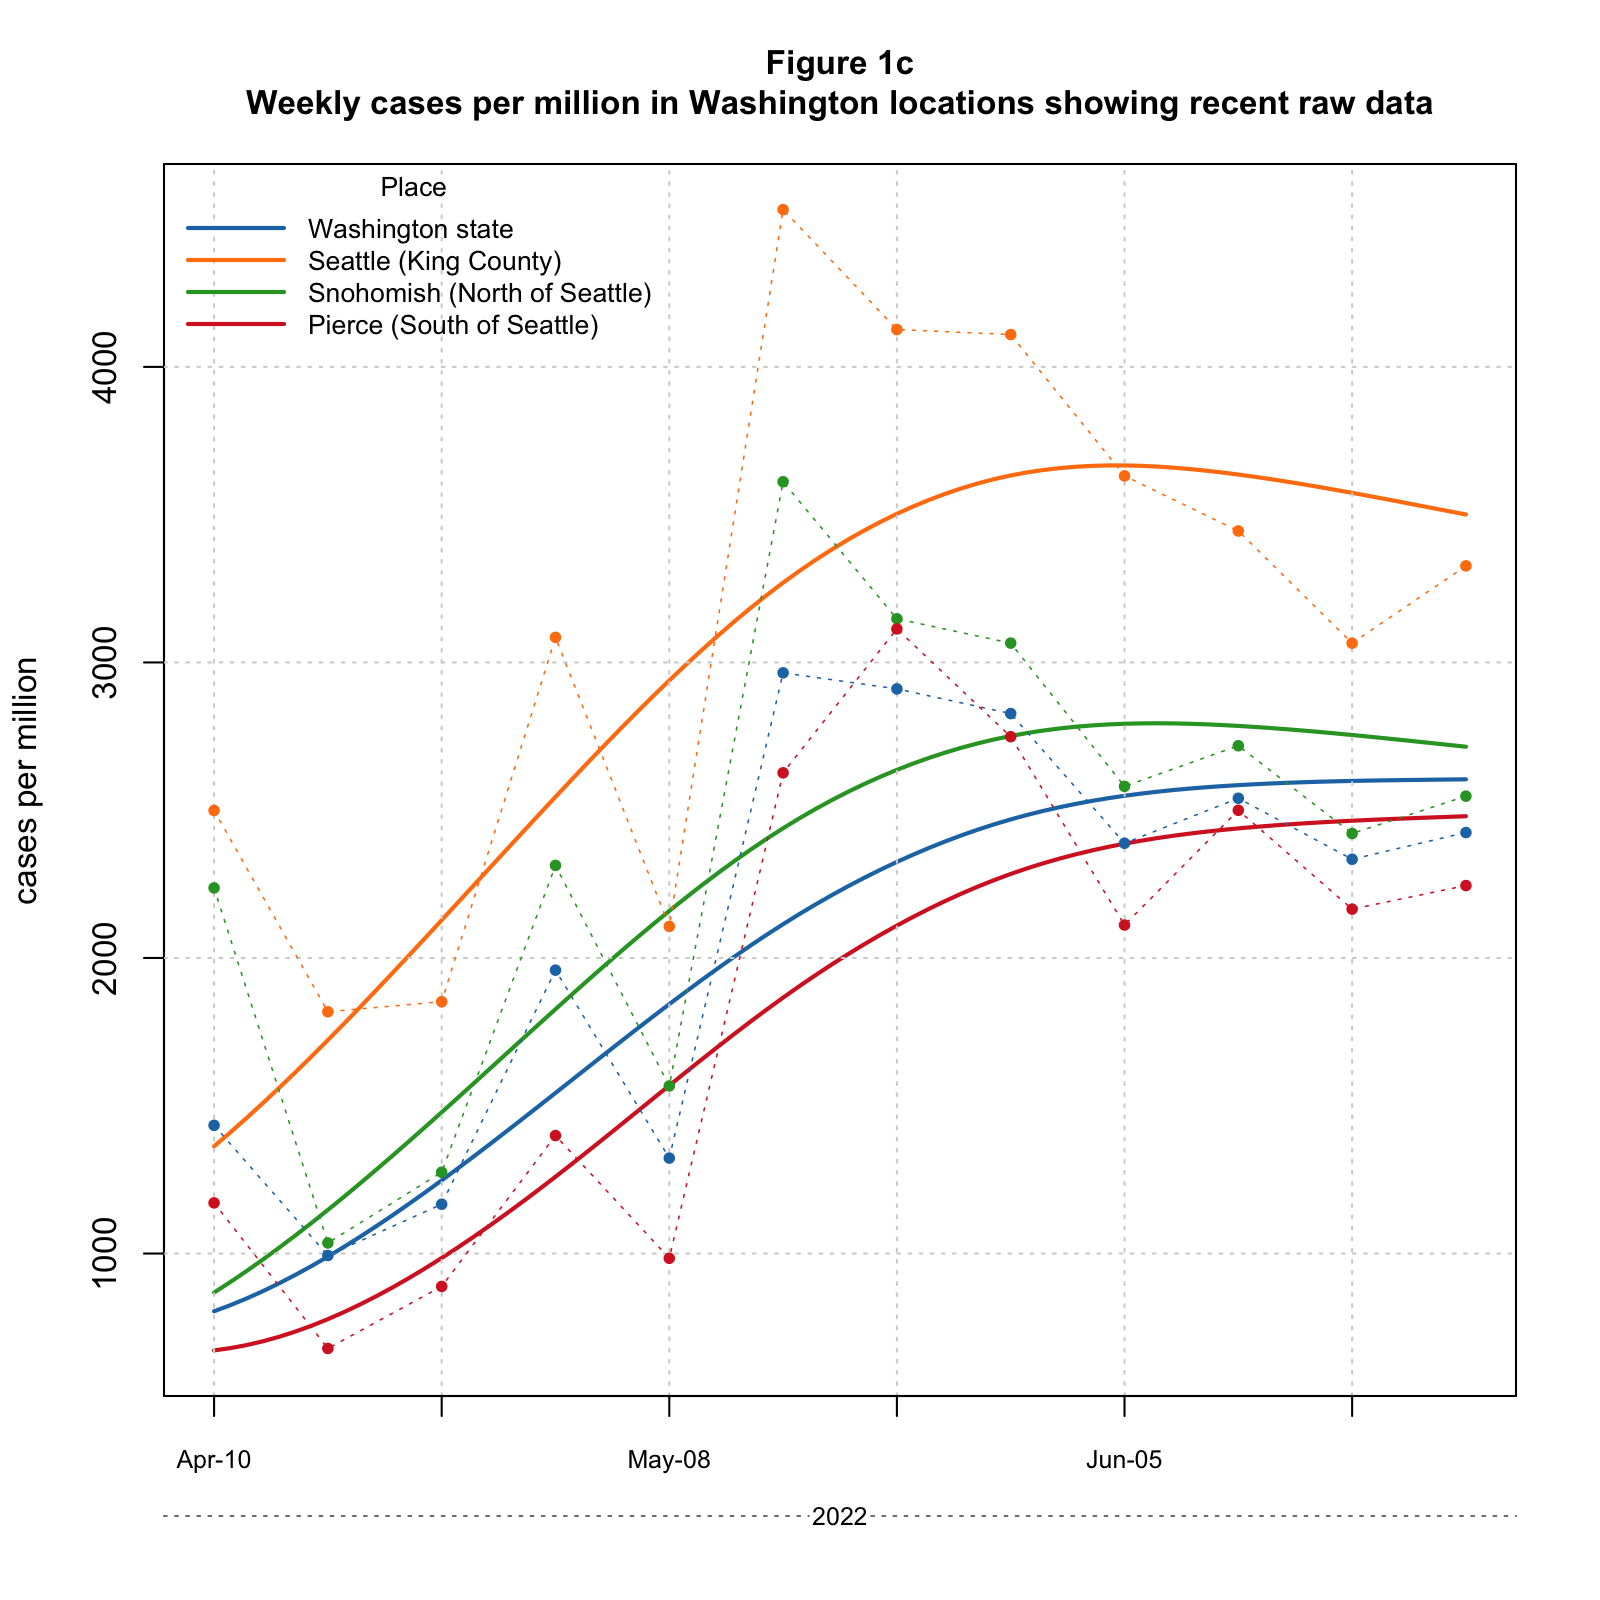 Figure 1c
Weekly cases per million in Washington locations showing recent raw data
Place
Washington state
Seattle (King County)
Snohomish (North of Seattle)
Pierce (South of Seattle)
cases per million
4000
3000
2000
1000
Apr-10 May-08 Jun-05
2022